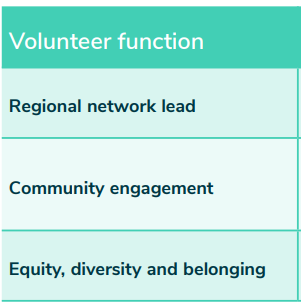 Volunteer function
Regional network lead
Community engagement
Equity, diversity and belonging